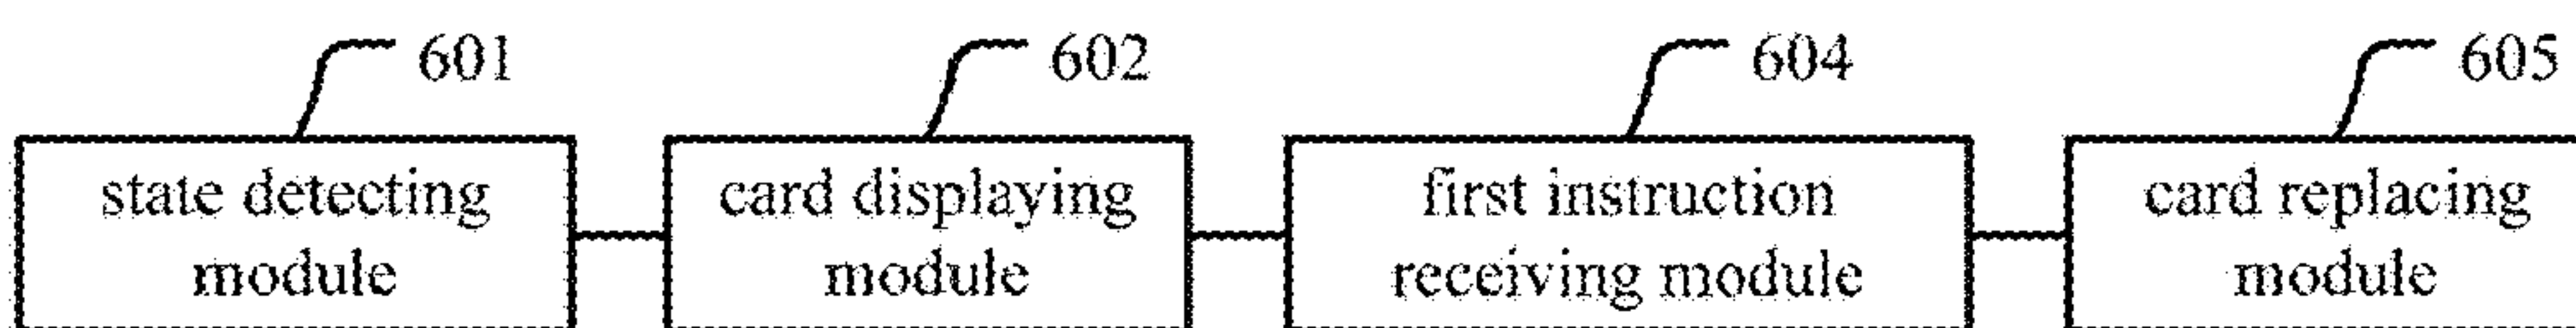 601 602 604 605
state detecting
module
card displaying
module
first instruction
receiving module
card replacing
module